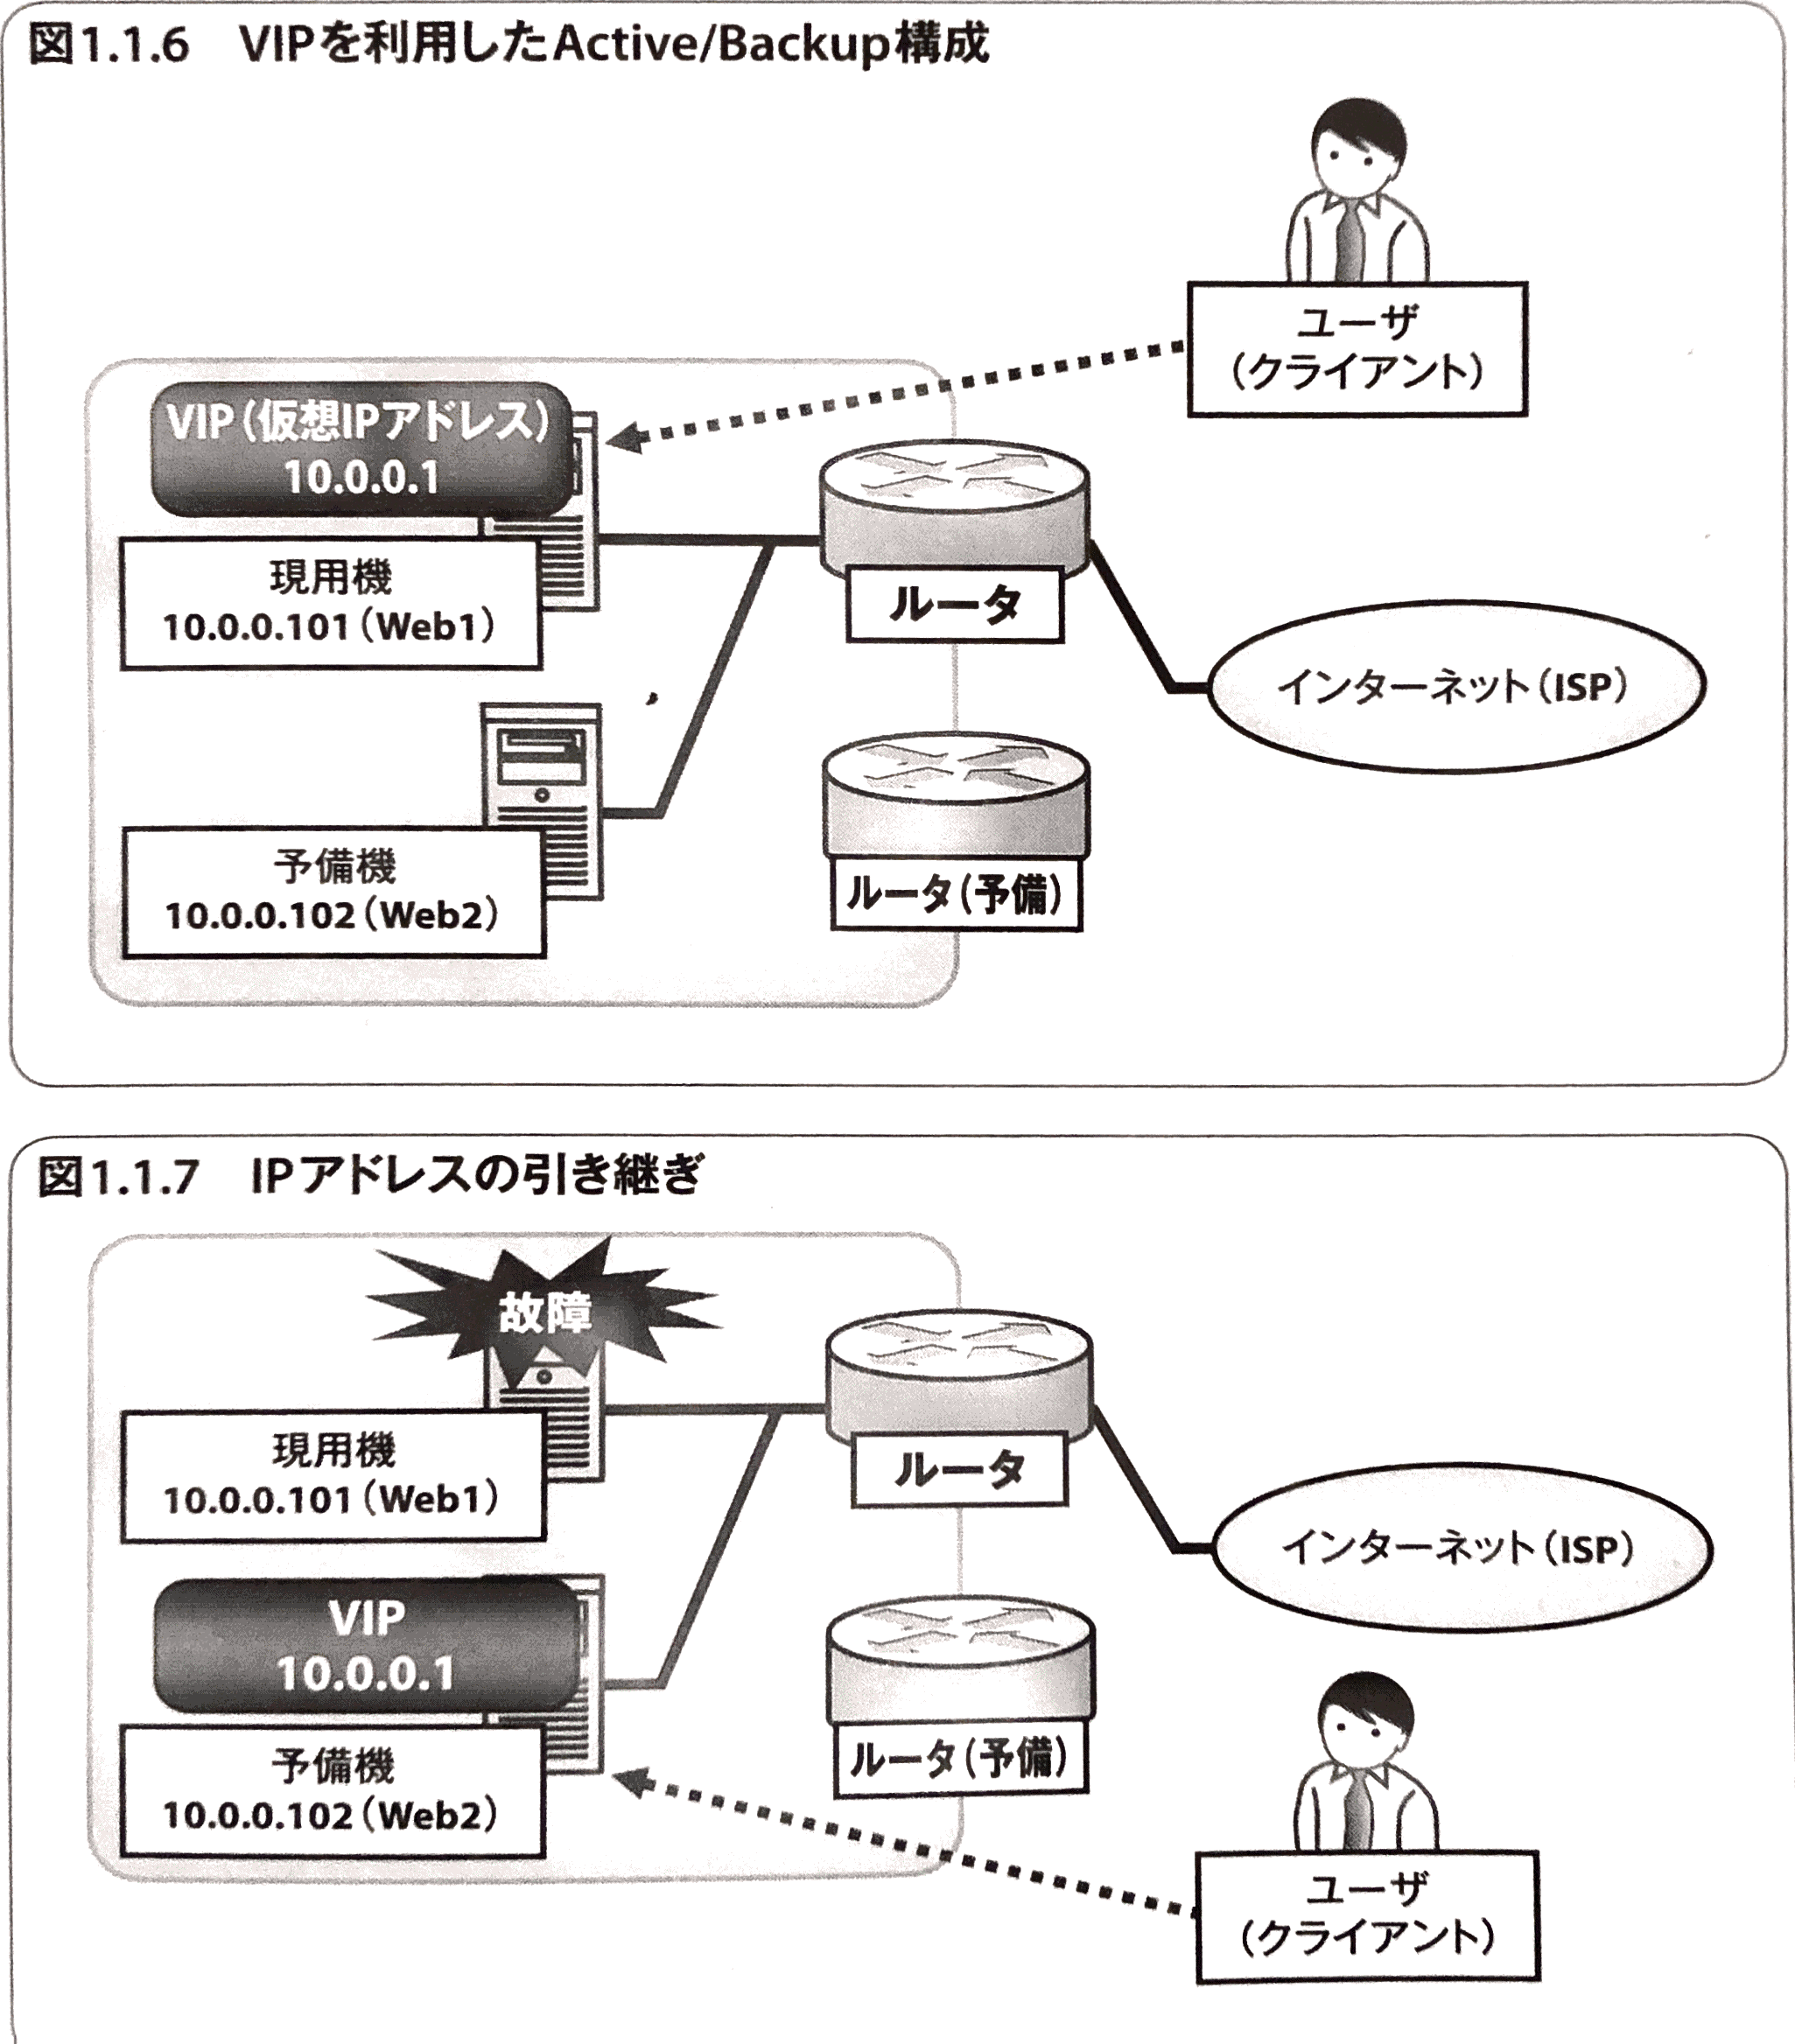 図1.1.6 VIPを利用したActive/Backup構成
ユーザ
(クライアント)
VIP(仮想IPアドレス)
10.0.0.1
現用機
10.0.0.101(Web1)
ルータ
インターネット(ISP)
予備機
10.0.0.102(Web2)
ルータ(予備)
図1.1.7 IPアドレスの引き継ぎ
故障
現用機
10.0.0.101(Web1)
ルータ
インターネット(ISP)
VIP
10.0.0.1
予備機
10.0.0.102(Web2)
ルータ(予備)
ユーザ
(クライアント)